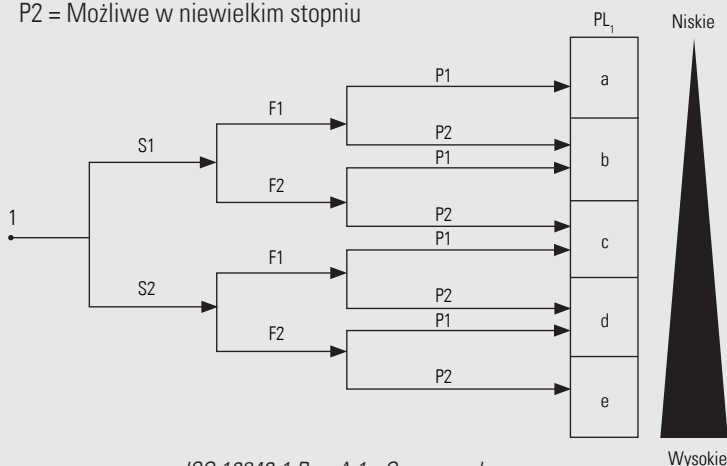 P2 = Możliwe w niewielkim stopniu
PL1
Niskie
P1
a
F1
P2
S1
P1
b
F2
P2
1
P1
c
F1
S2
P2
P1
d
F2
P2
e
Wysokie